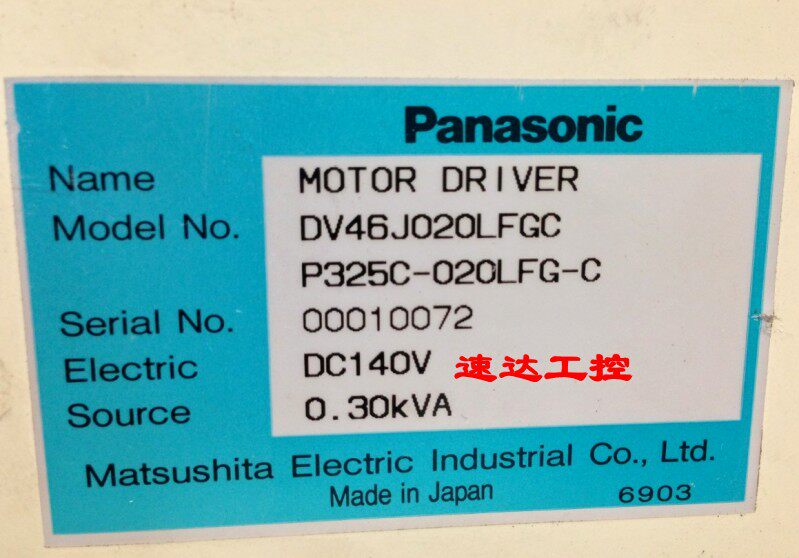 Panasonic
Name MOTOR DRIVER
Model No. DV46J020LFGC
P325C-020LFG-C
Serial No. 00010072
Electric DC140V 速达工控
Source 0.30kVA
Matsushita Electric Industrial Co., Ltd.
Made in Japan 6903